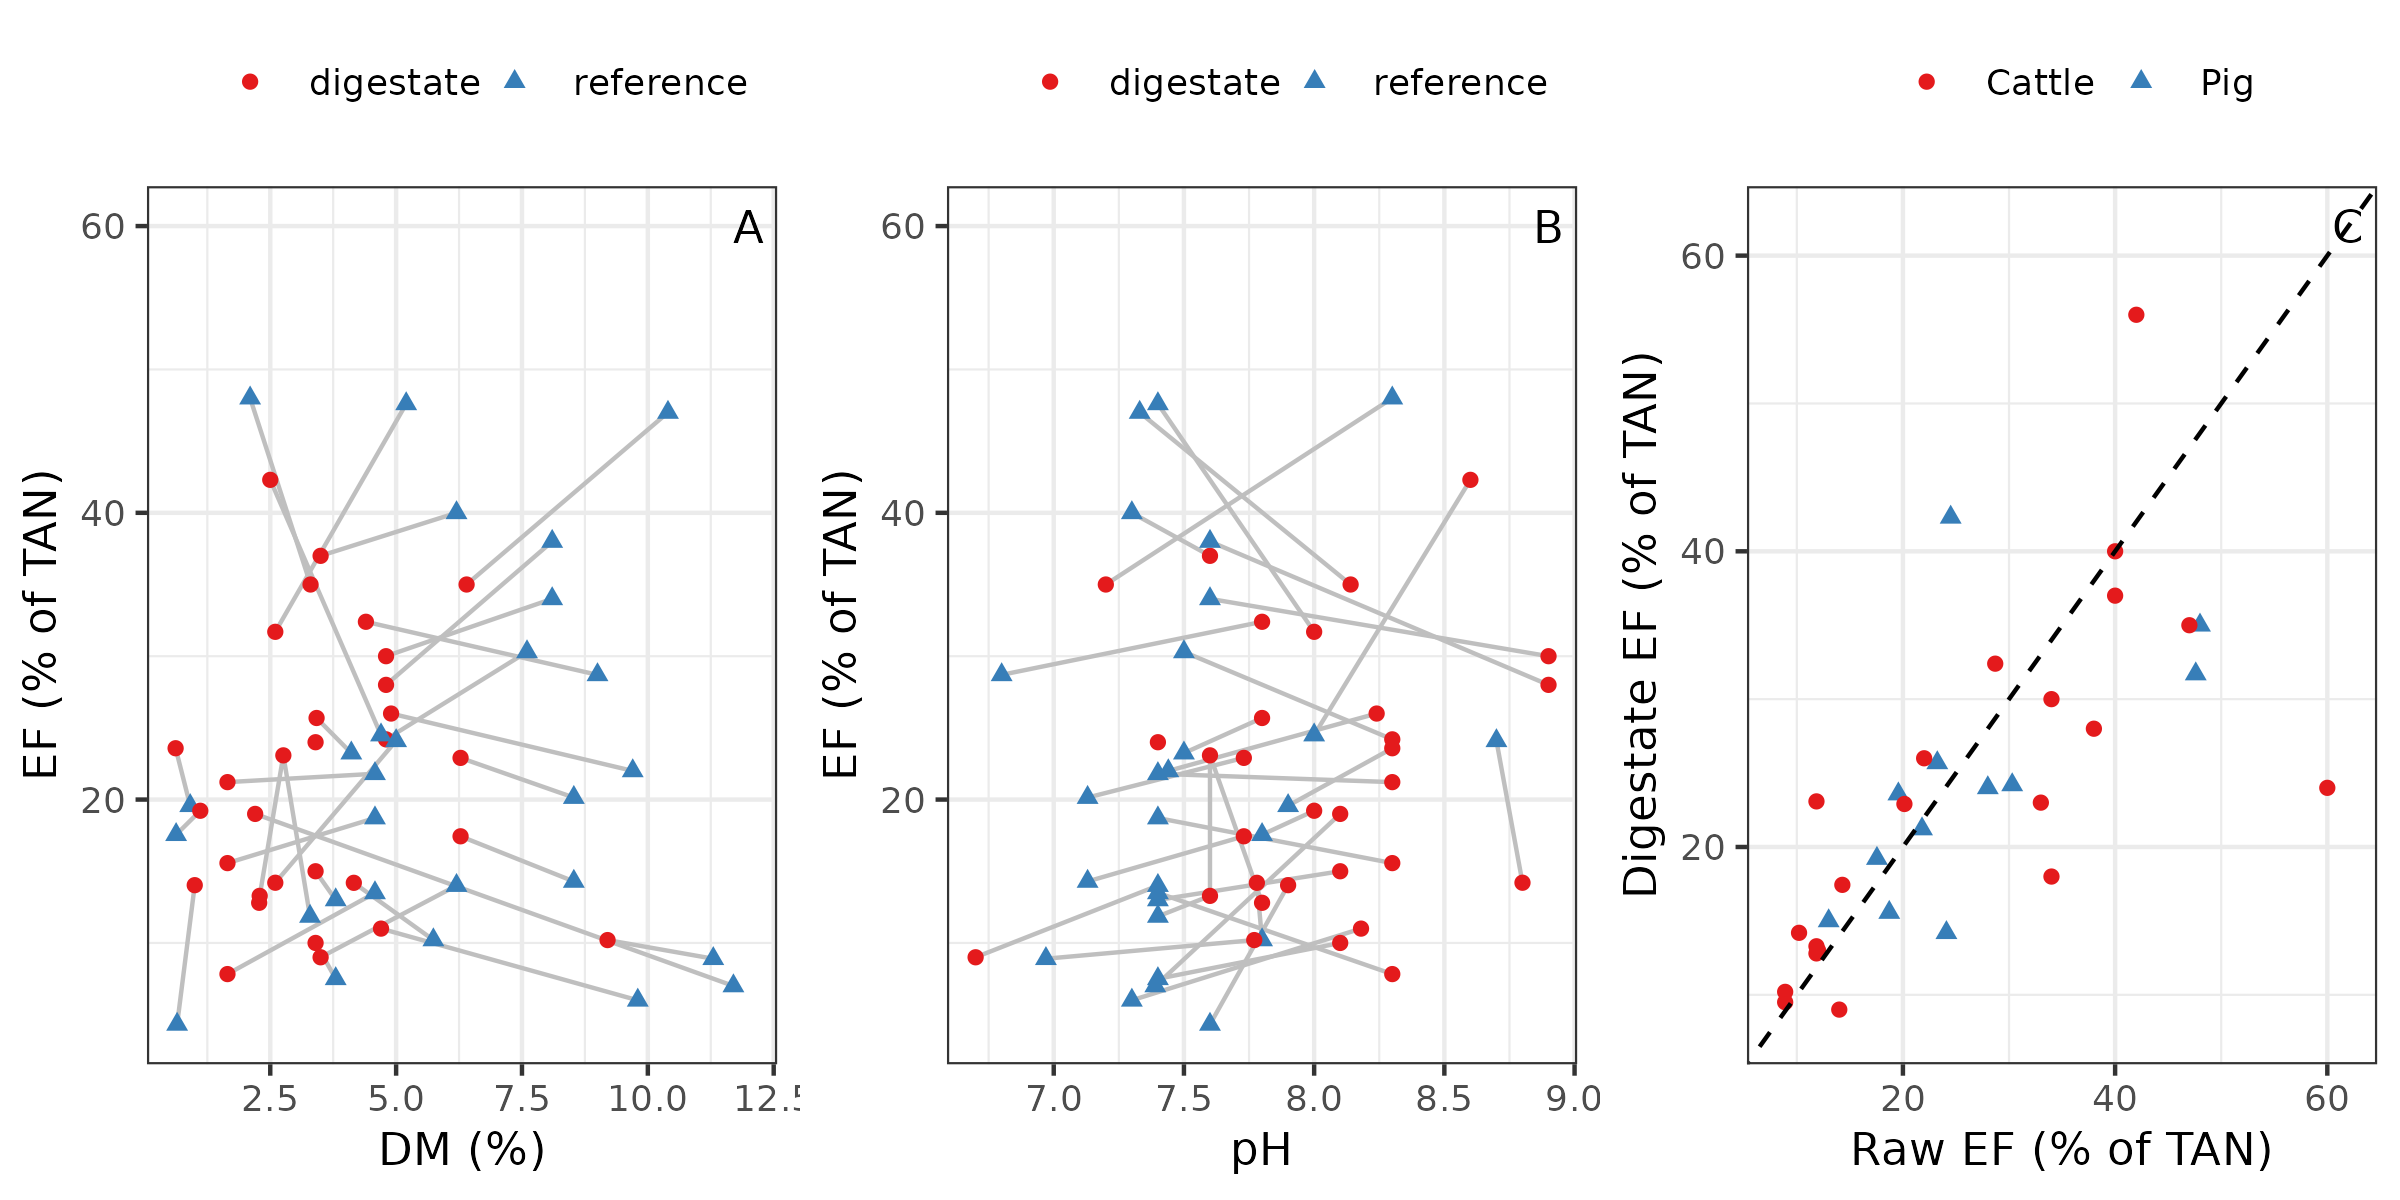 digestate reference
A
60
40
20
EF (% of TAN)
2.5 5.0 7.5 10.0 12.5
DM (%)
digestate reference
B
60
40
20
EF (% of TAN)
7.0 7.5 8.0 8.5 9.0
pH
Cattle Pig
C
60
40
20
Digestate EF (% of TAN)
20 40 60
Raw EF (% of TAN)